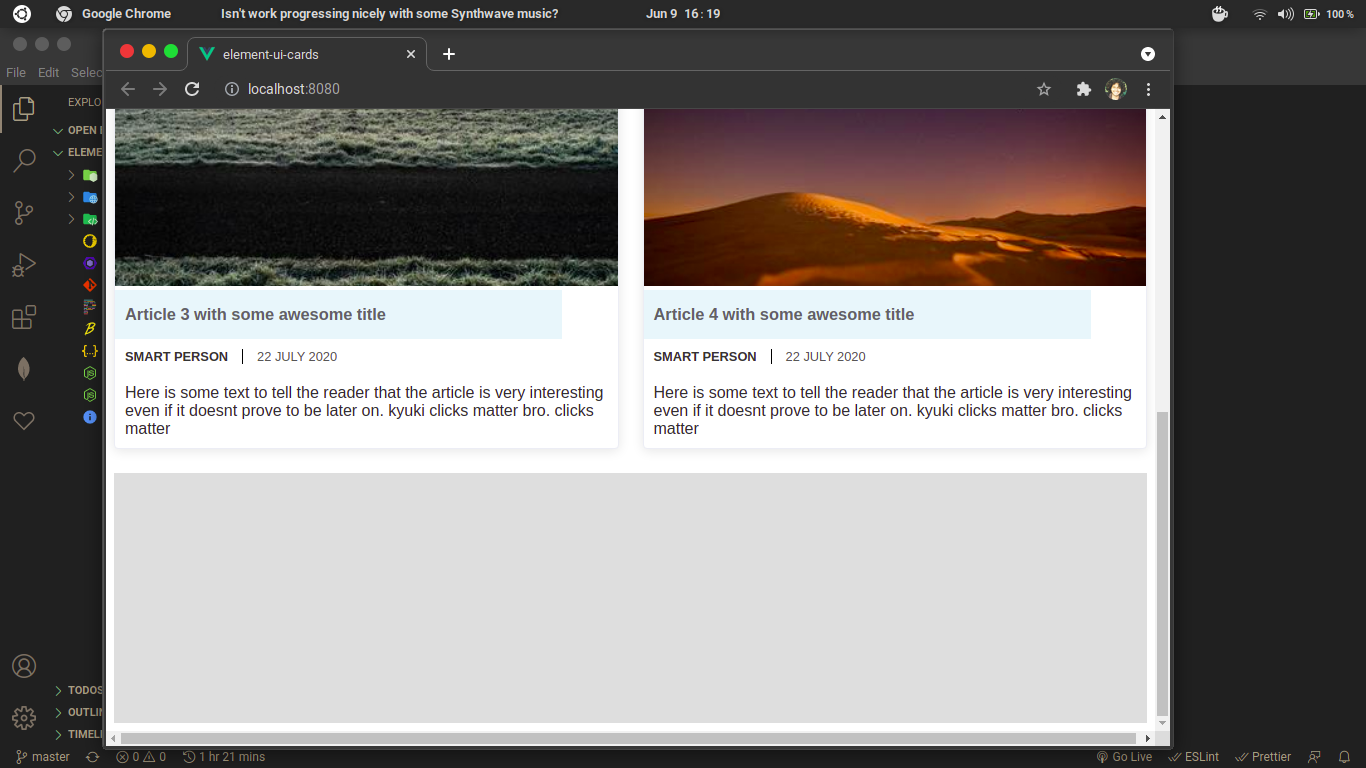 Google Chrome
Isn't work progressing nicely with some Synthwave music?
Jun 9 16:19
100 %
element-ui-cards
File Edit Selec
localhost:8080
EXPLO
OPEN
ELEME
Article 3 with some awesome title
Article 4 with some awesome title
SMART PERSON
22 JULY 2020
SMART PERSON
22 JULY 2020
Here is some text to tell the reader that the article is very interesting
even if it doesnt prove to be later on. kyuki clicks matter bro. clicks
matter
Here is some text to tell the reader that the article is very interesting
even if it doesnt prove to be later on. kyuki clicks matter bro. clicks
matter
TODOS
OUTLIN
TIMELI
master
0
0
1 hr 21 mins
Go Live
ESLint
Prettier